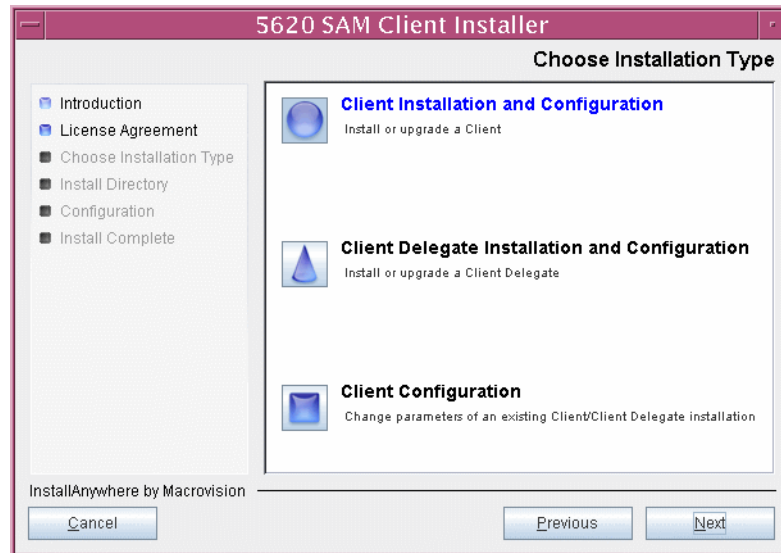 5620 SAM Client Installer
Choose Installation Type
Introduction
License Agreement
Choose Installation Type
Install Directory
Configuration
Install Complete
Client Installation and Configuration
Install or upgrade a Client
Client Delegate Installation and Configuration
Install or upgrade a Client Delegate
Client Configuration
Change parameters of an existing Client/Client Delegate installation
InstallAnywhere by Macrovision
Cancel
Previous
Next